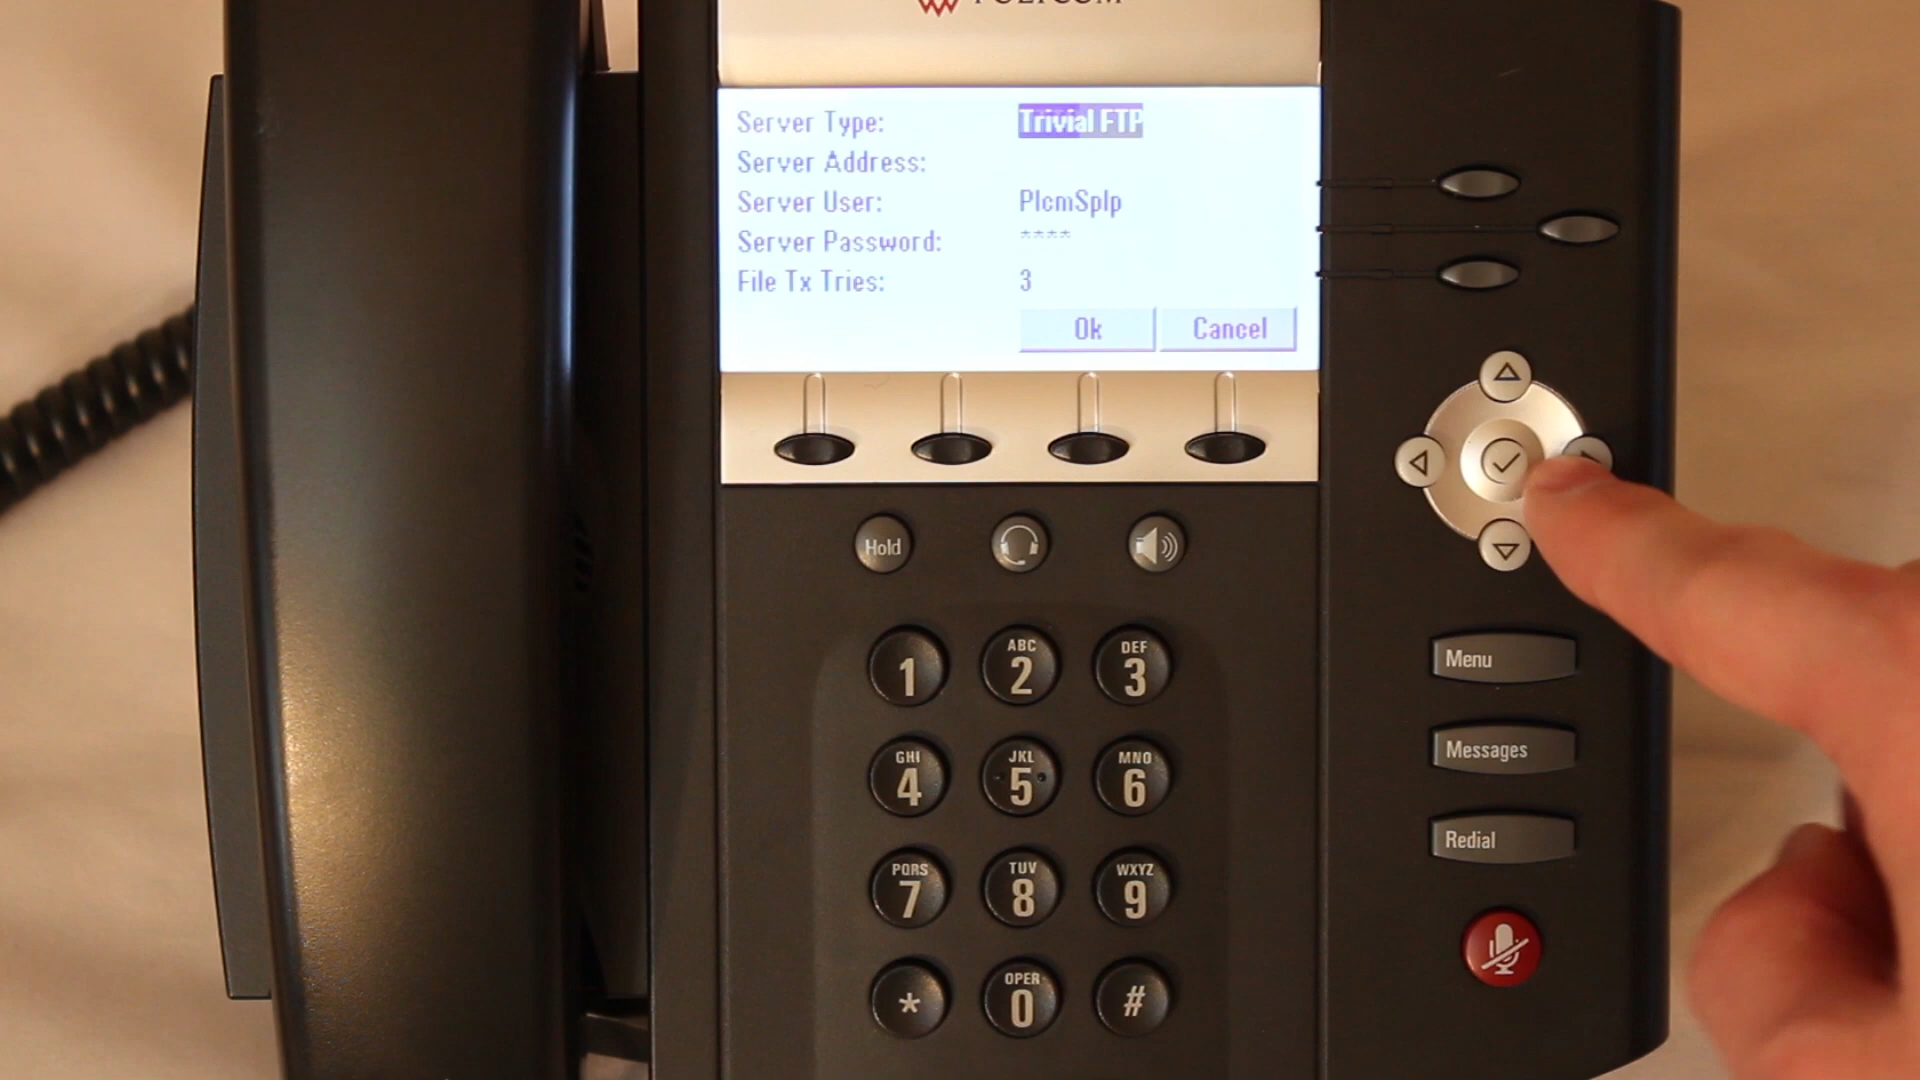 POLYCOM
Server Type: Trivial FTP
Server Address:
Server User: PlcmSpIp
Server Password: ****
File Tx Tries: 3
Ok Cancel
Hold
1 ABC 2 DEF 3
GHI 4 JKL 5 MNO 6
PQRS 7 TUV 8 WXYZ 9
* OPER 0 #
Menu
Messages
Redial